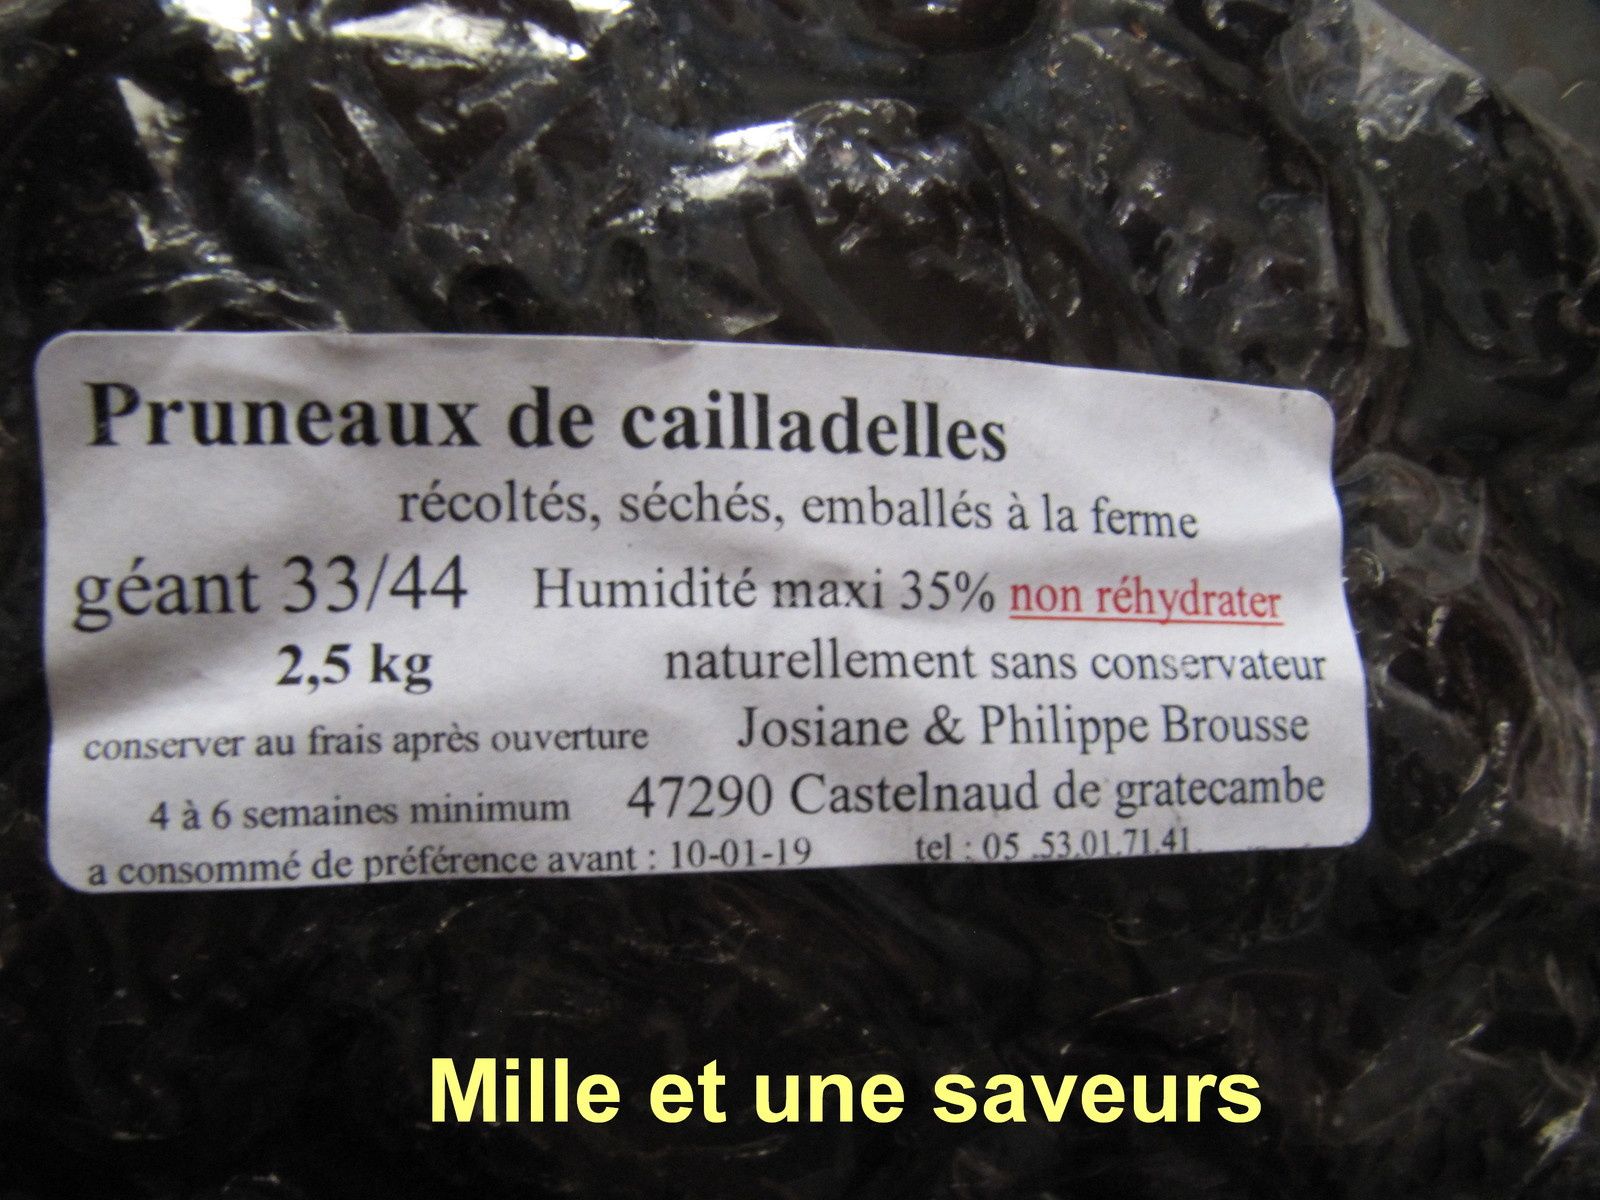 Pruneaux de cailladelles
récoltés, séchés, emballés à la ferme
géant 33/44 Humidité maxi 35% non réhydrater
2,5 kg naturellement sans conservateur
conserver au frais après ouverture Josiane & Philippe Brousse
4 à 6 semaines minimum 47290 Castelnaud de gratecambe
a consommé de préférence avant : 10-01-19 tel : 05 .53.01.71.41.
Mille et une saveurs